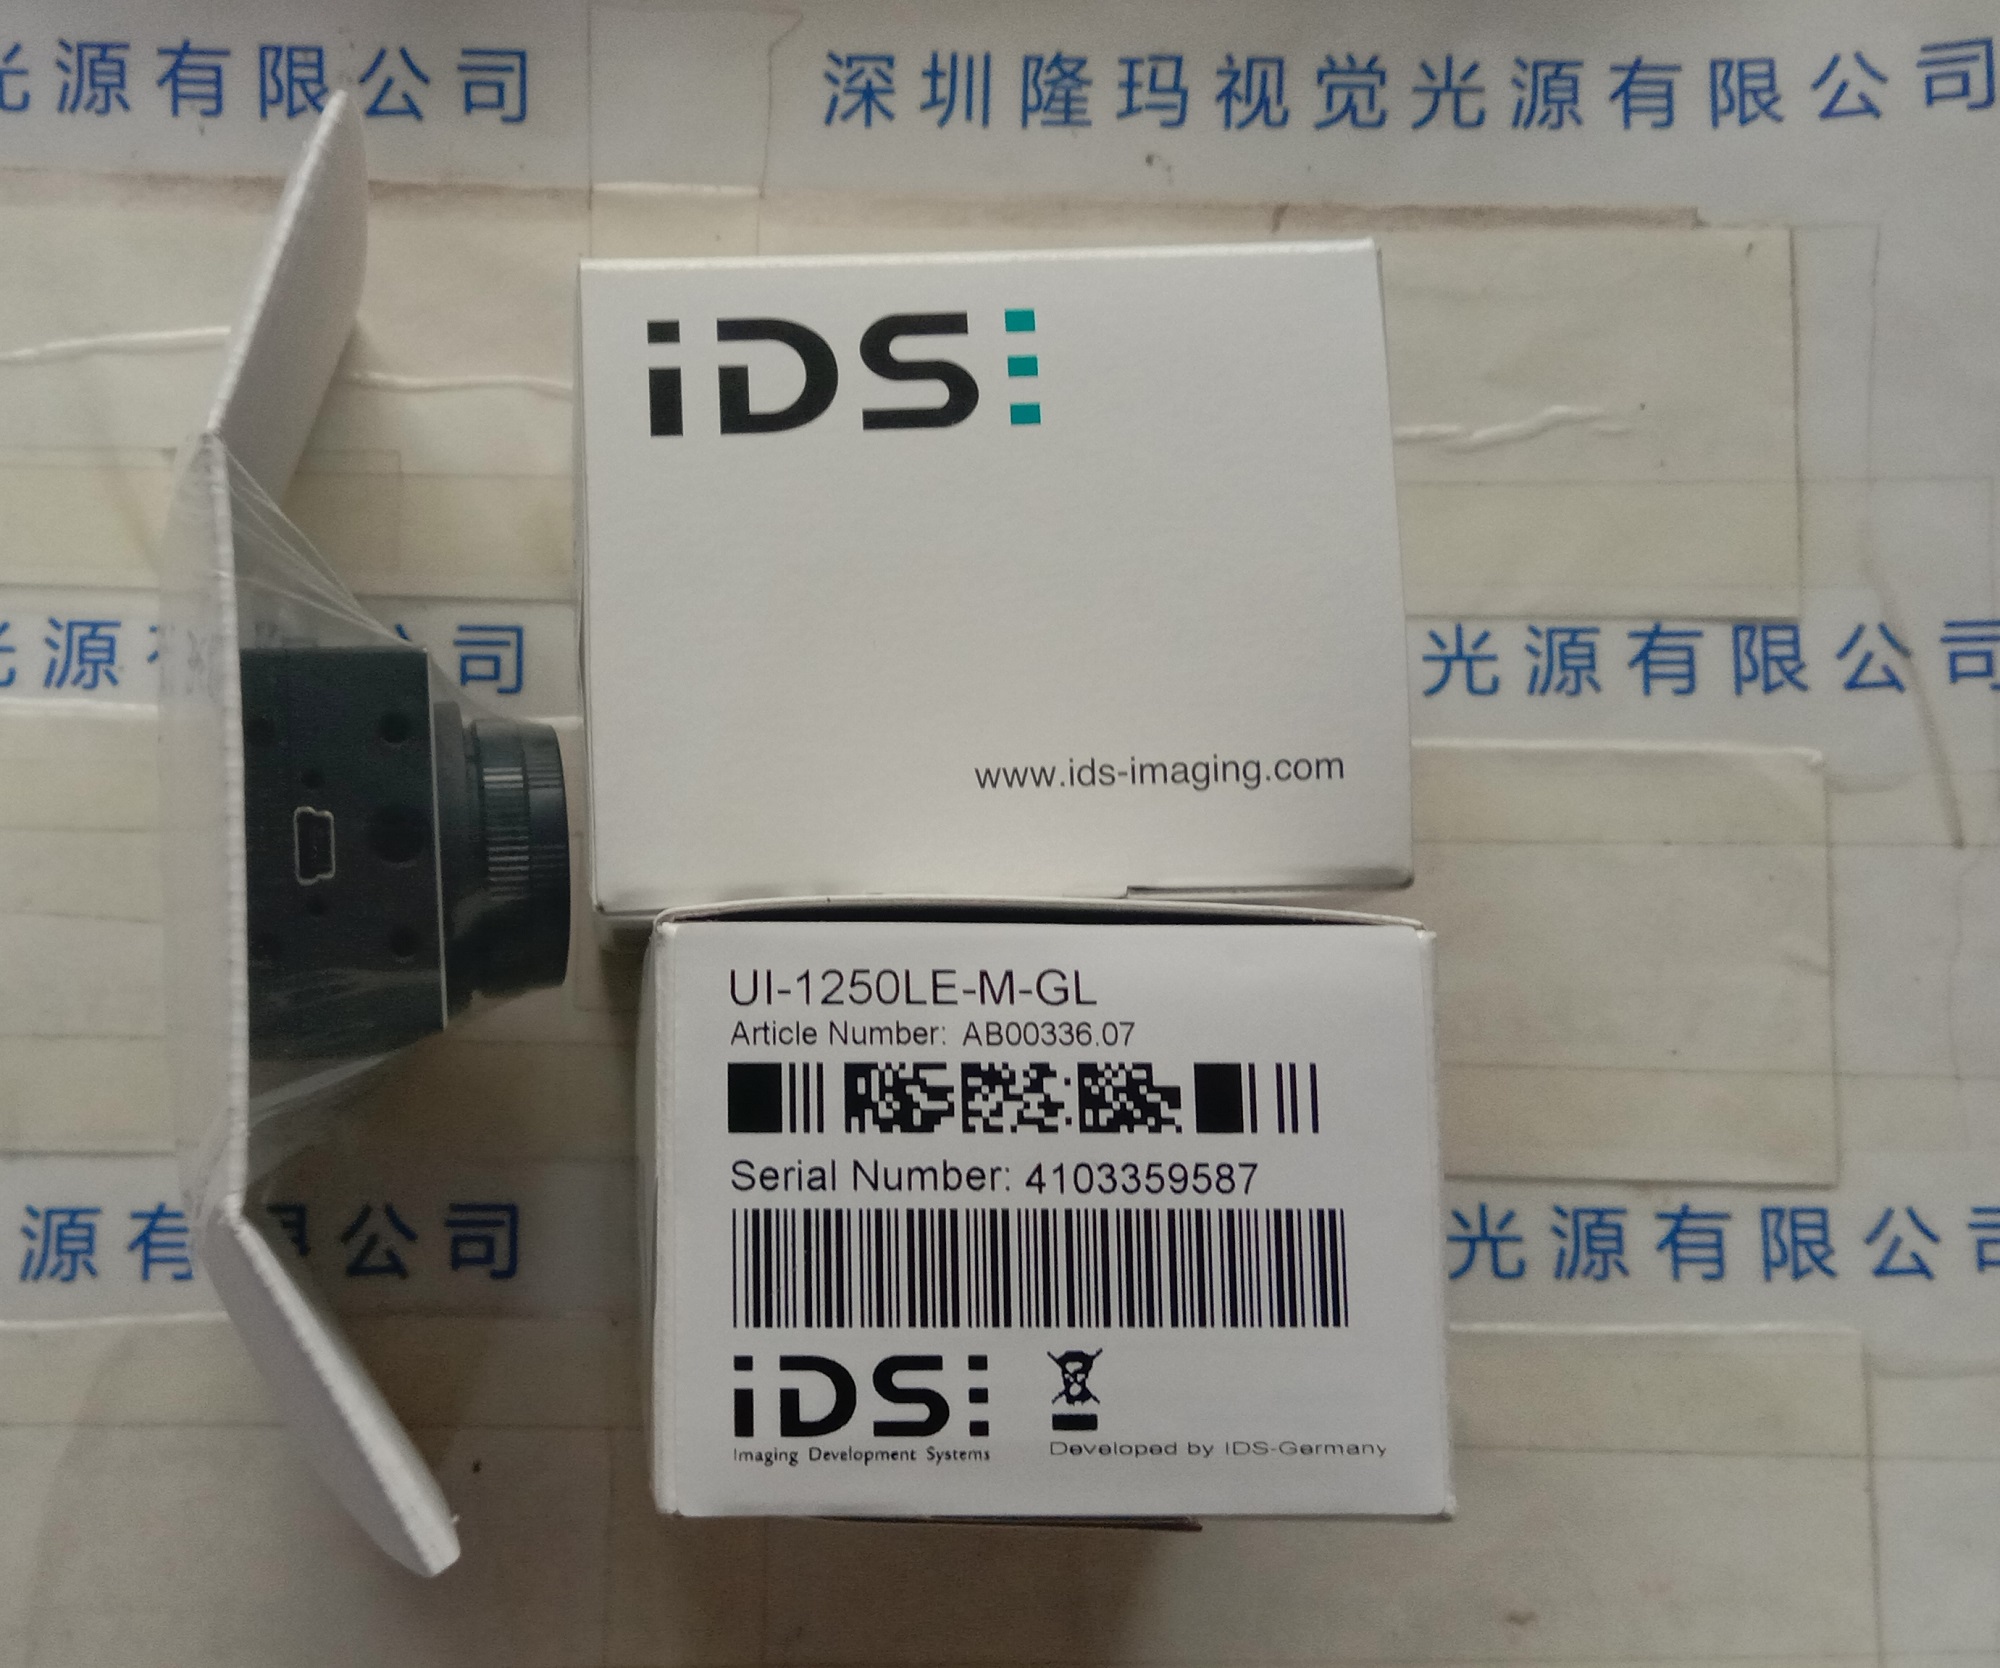 光源有限公司 深圳隆玛视觉光源有限公司
iDS
www.ids-imaging.com
光源有 司 光源有限公司
UI-1250LE-M-GL
Article Number: AB00336.07
Serial Number: 4103359587
源有限公司 光源有限公司
iDS
Imaging Development Systems
Developed by IDS-Germany